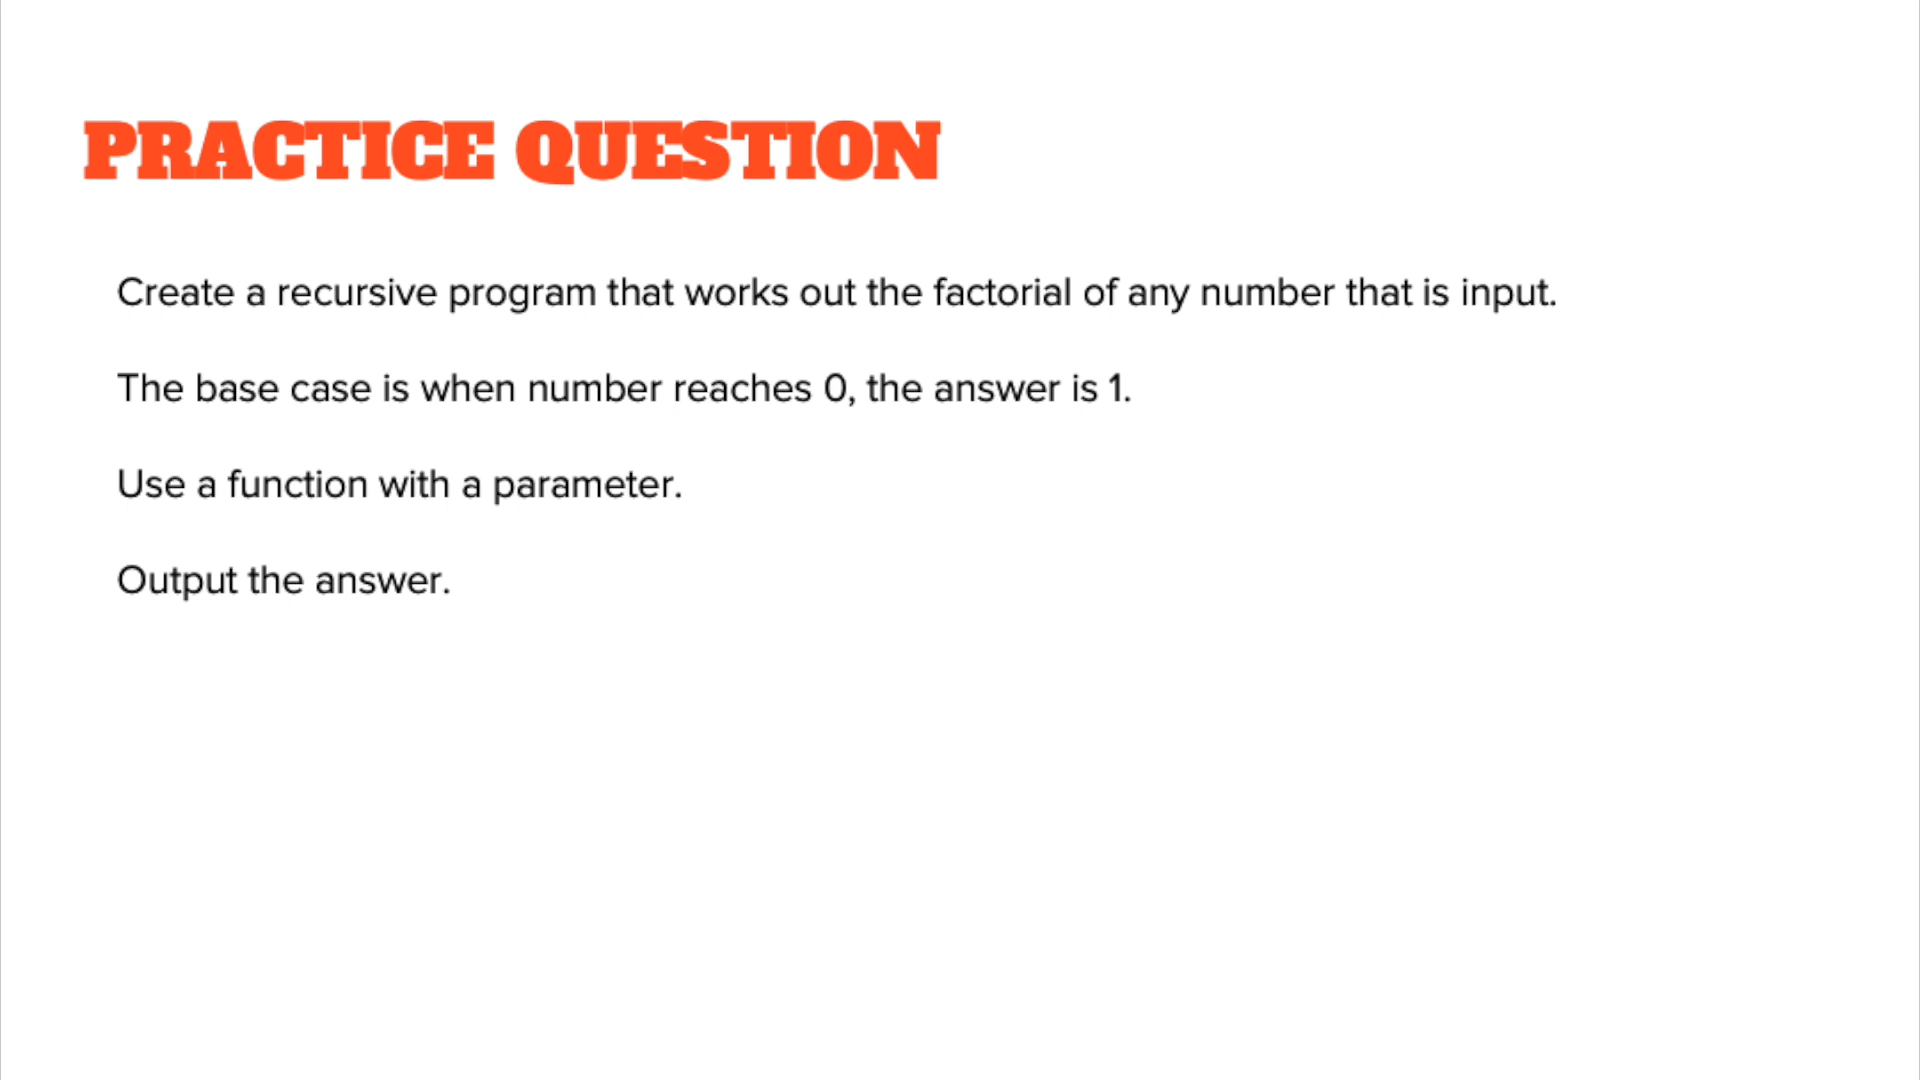 PRACTICE QUESTION
Create a recursive program that works out the factorial of any number that is input.
The base case is when number reaches 0, the answer is 1.
Use a function with a parameter.
Output the answer.